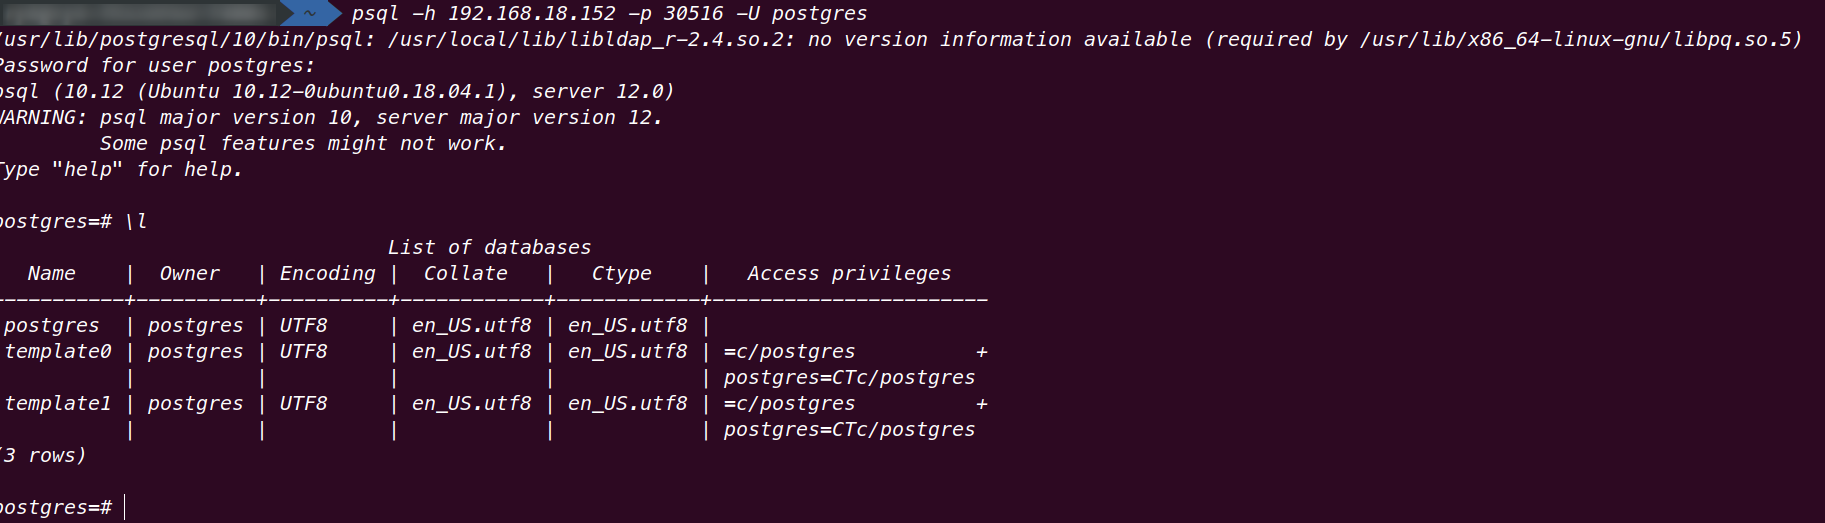 ~ psql -h 192.168.18.152 -p 30516 -U postgres
/usr/lib/postgresql/10/bin/psql: /usr/local/lib/libldap_r-2.4.so.2: no version information available (required by /usr/lib/x86_64-linux-gnu/libpq.so.5)
Password for user postgres:
psql (10.12 (Ubuntu 10.12-0ubuntu0.18.04.1), server 12.0)
WARNING: psql major version 10, server major version 12.
         Some psql features might not work.
Type "help" for help.

postgres=# \l
                                 List of databases
   Name    |  Owner   | Encoding |  Collate   |   Ctype    |   Access privileges
-----------+----------+----------+------------+------------+-----------------------
 postgres  | postgres | UTF8     | en_US.utf8 | en_US.utf8 |
 template0 | postgres | UTF8     | en_US.utf8 | en_US.utf8 | =c/postgres          +
           |          |          |            |            | postgres=CTc/postgres
 template1 | postgres | UTF8     | en_US.utf8 | en_US.utf8 | =c/postgres          +
           |          |          |            |            | postgres=CTc/postgres
(3 rows)

postgres=#